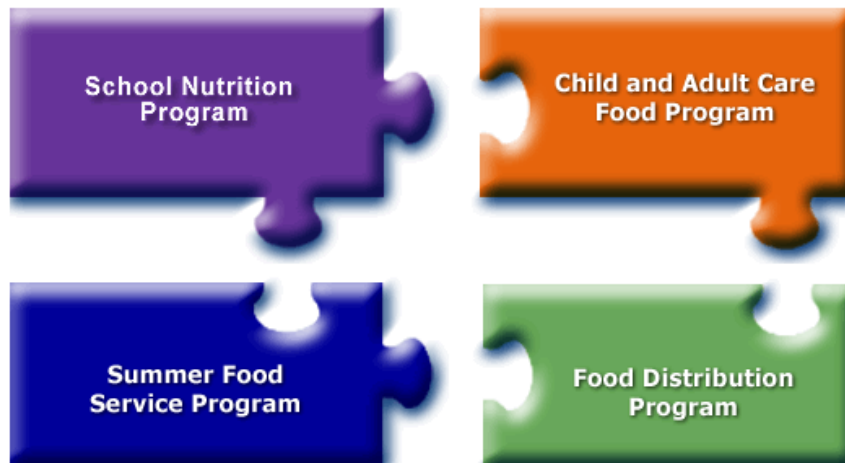 School Nutrition
Program
Child and Adult Care
Food Program
Summer Food
Service Program
Food Distribution
Program